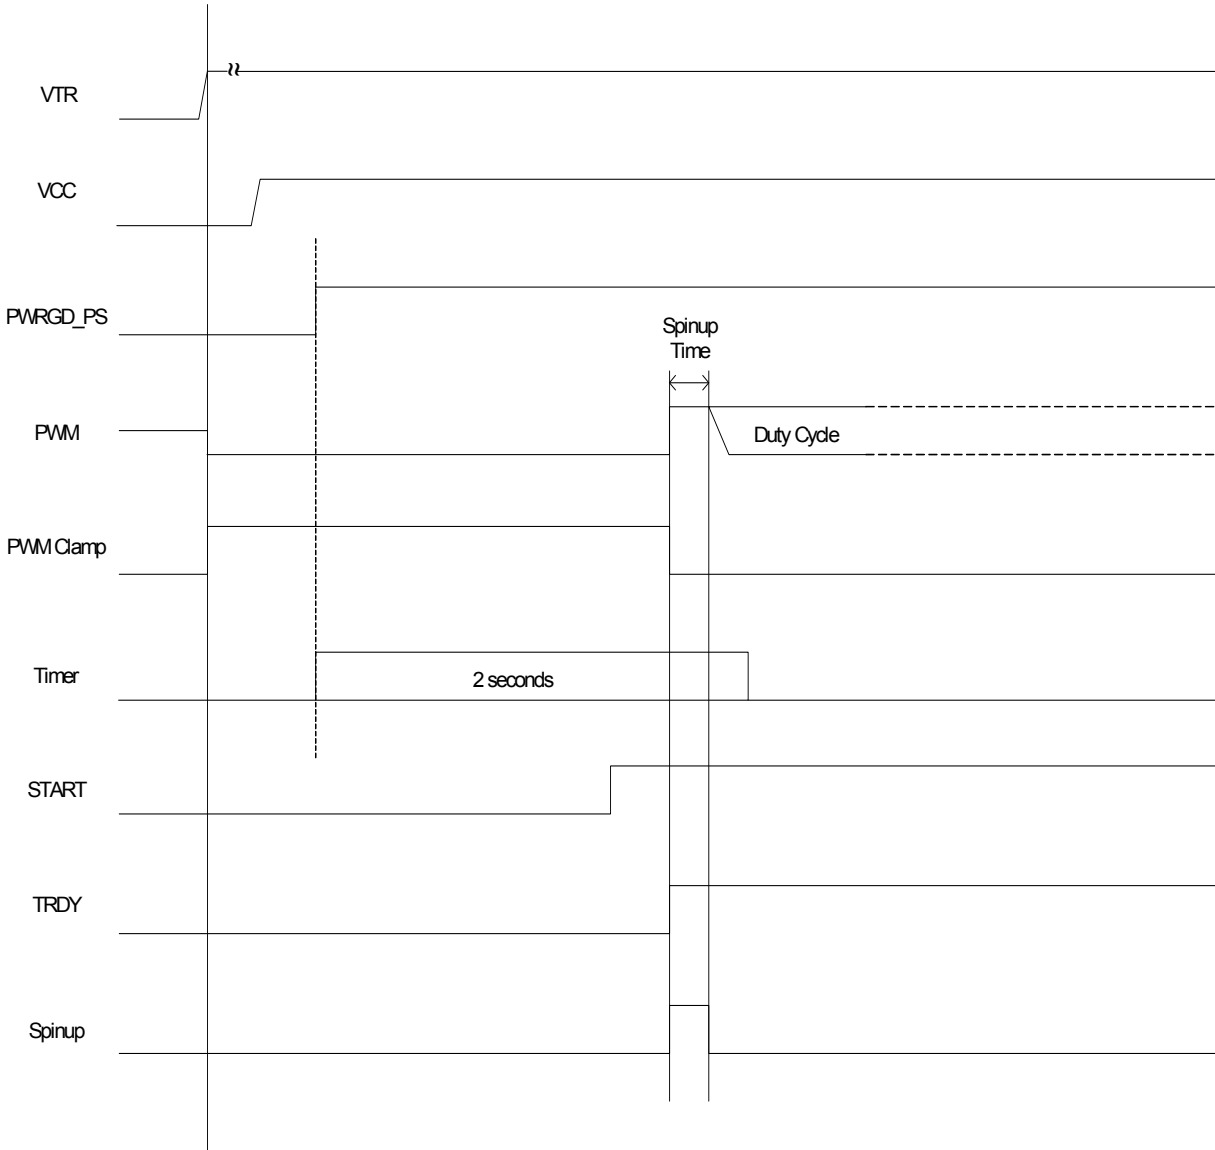 VTR
VCC
PWRGD_PS
Spinup
Time
PWM
Duty Cycle
PWM Clamp
Timer
2 seconds
START
TRDY
Spinup